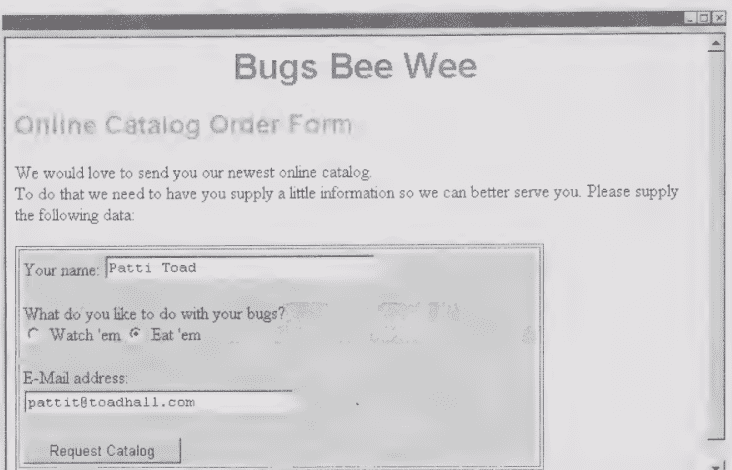 Bugs Bee Wee
Online Catalog Order Form
We would love to send you our newest online catalog.
To do that we need to have you supply a little information so we can better serve you. Please supply
the following data:
Your name: Patti Toad
What do you like to do with your bugs?
Watch 'em Eat 'em
E-Mail address:
pattit@toadhall.com
Request Catalog